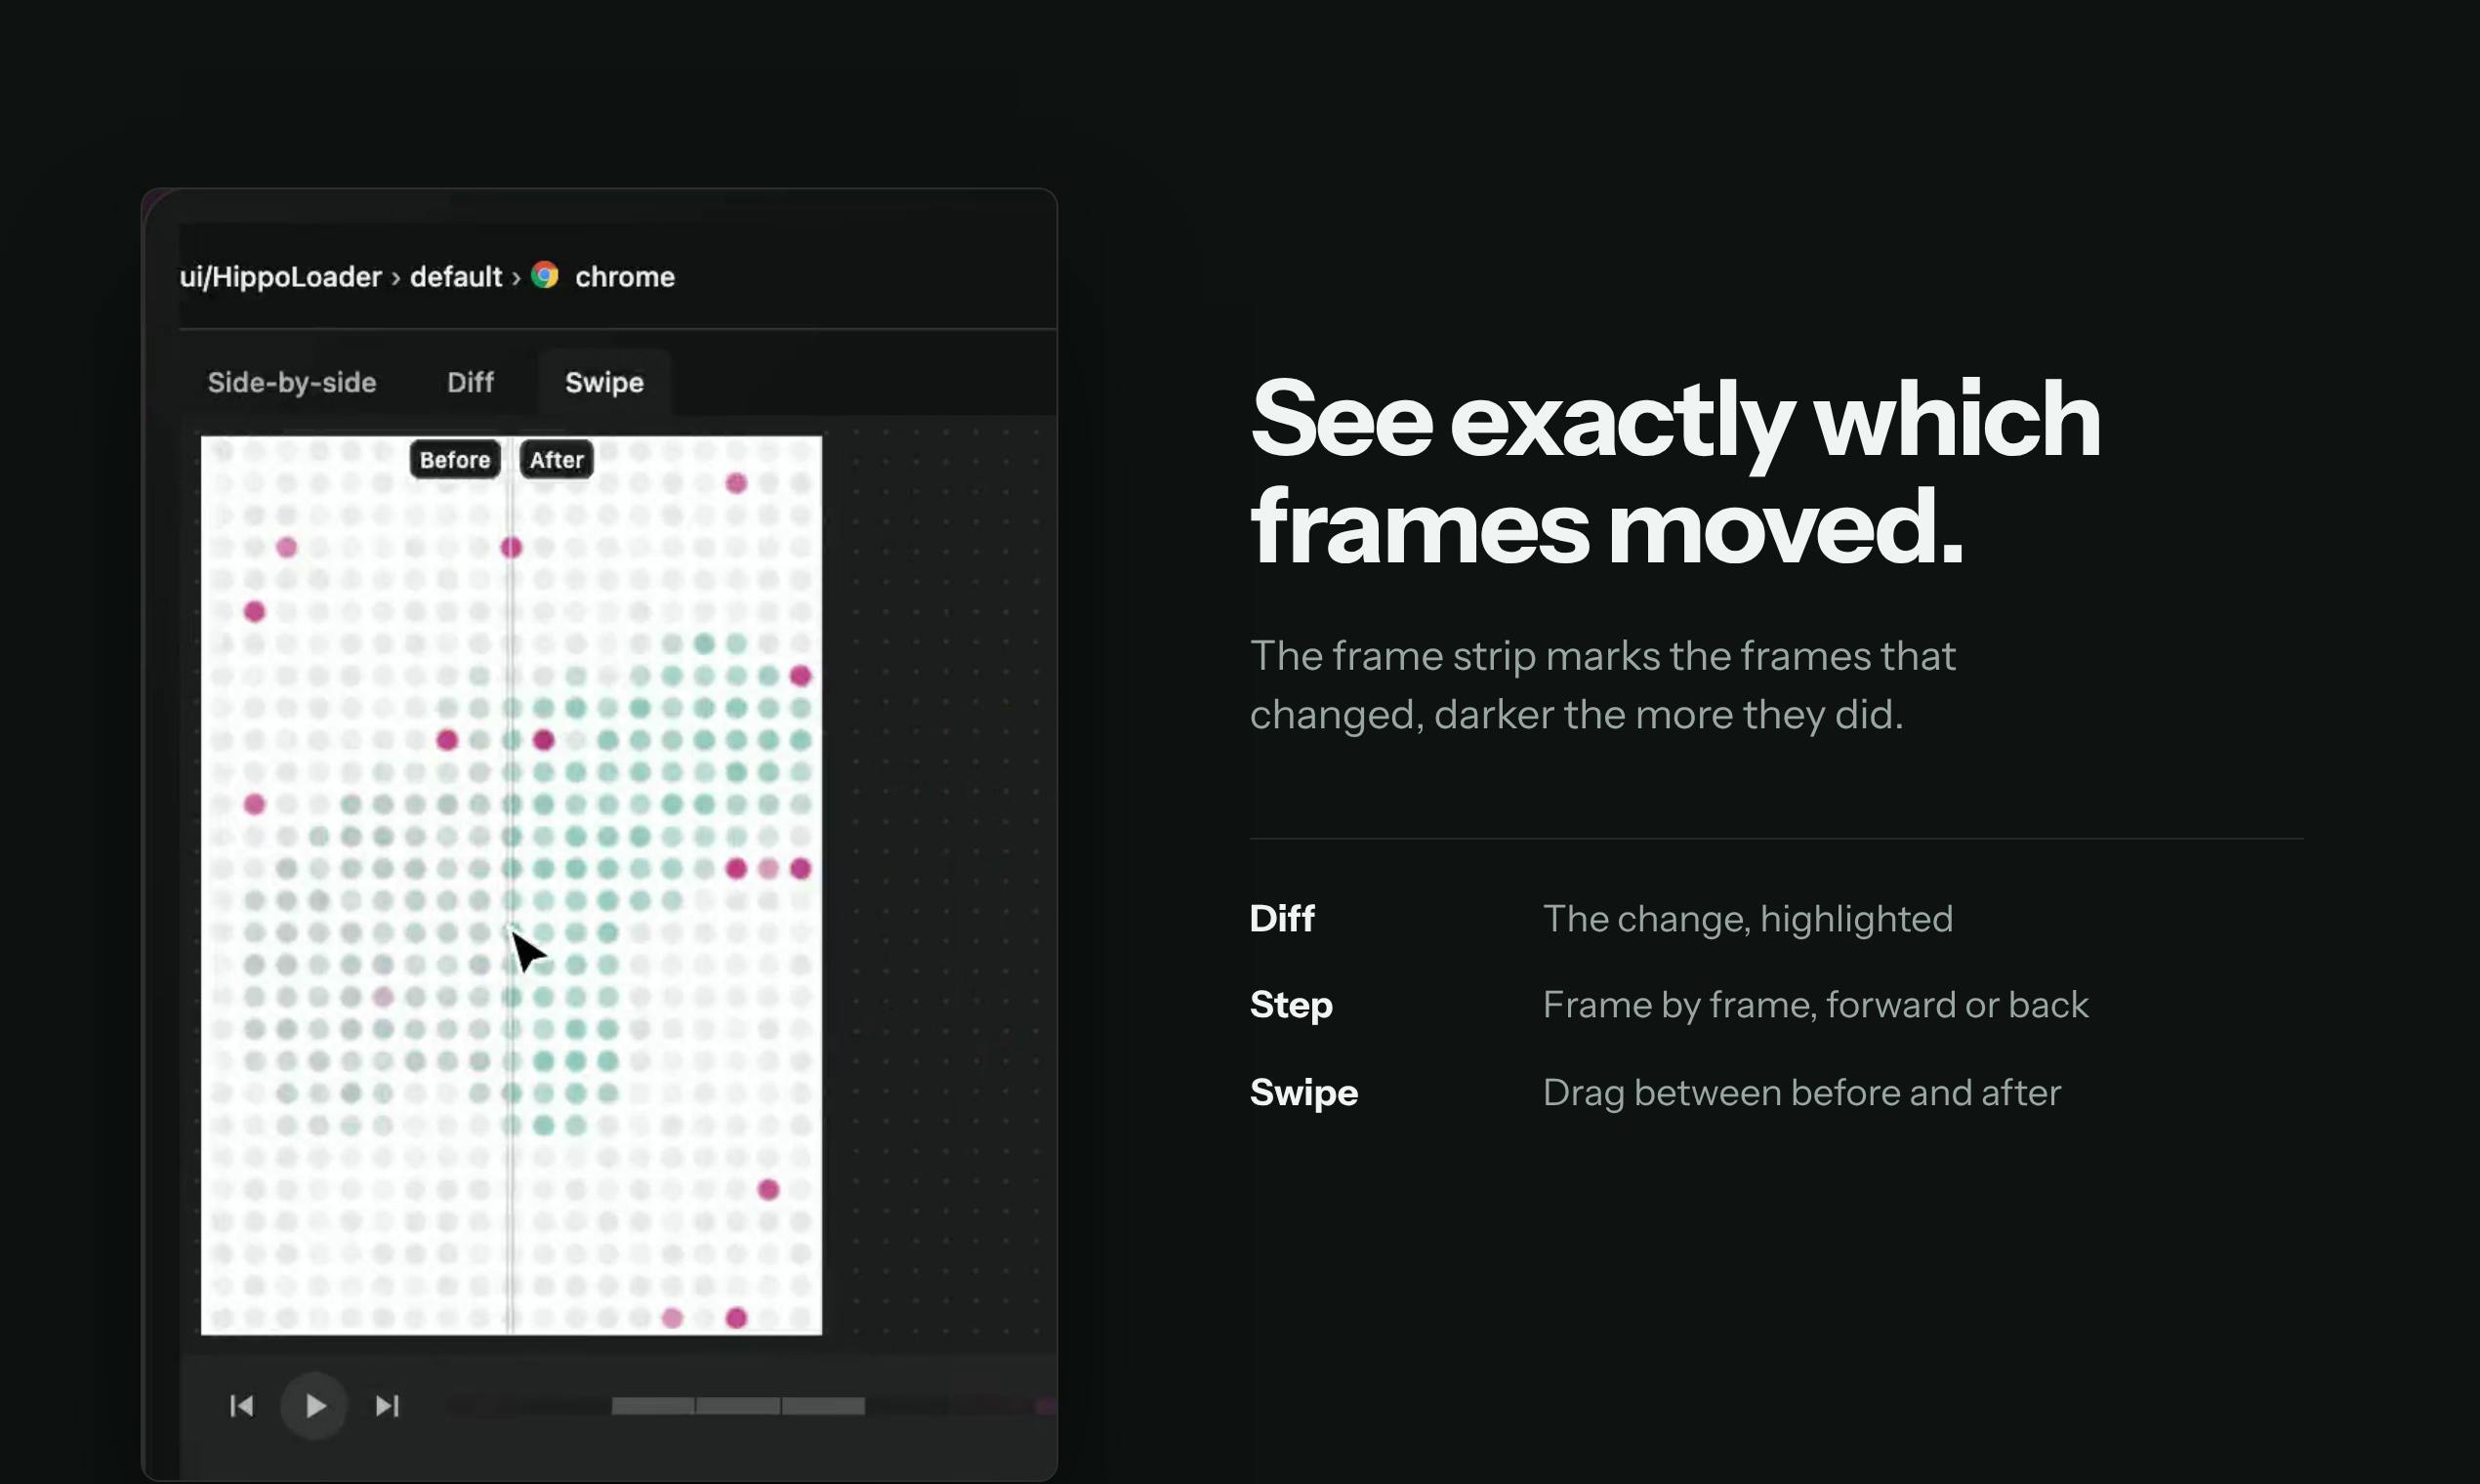 ui/HippoLoader › default › chrome
Side-by-side Diff Swipe
Before After
See exactly which
frames moved.
The frame strip marks the frames that
changed, darker the more they did.
Diff The change, highlighted
Step Frame by frame, forward or back
Swipe Drag between before and after